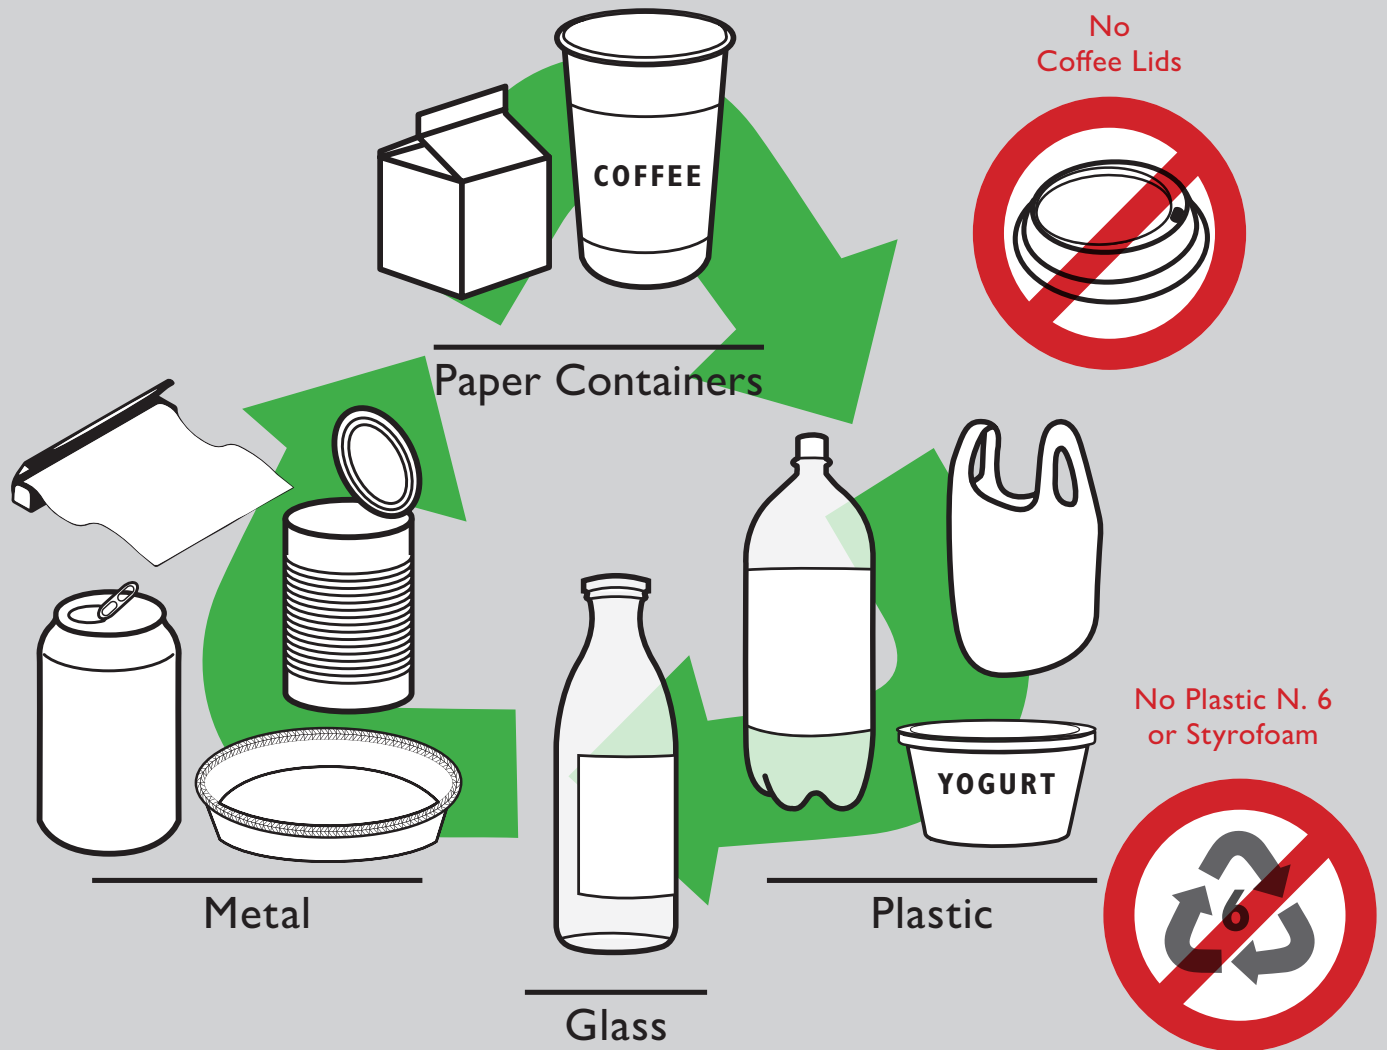 No
Coffee Lids
COFFEE
Paper Containers
No Plastic N. 6
or Styrofoam
YOGURT
6
Metal
Plastic
Glass